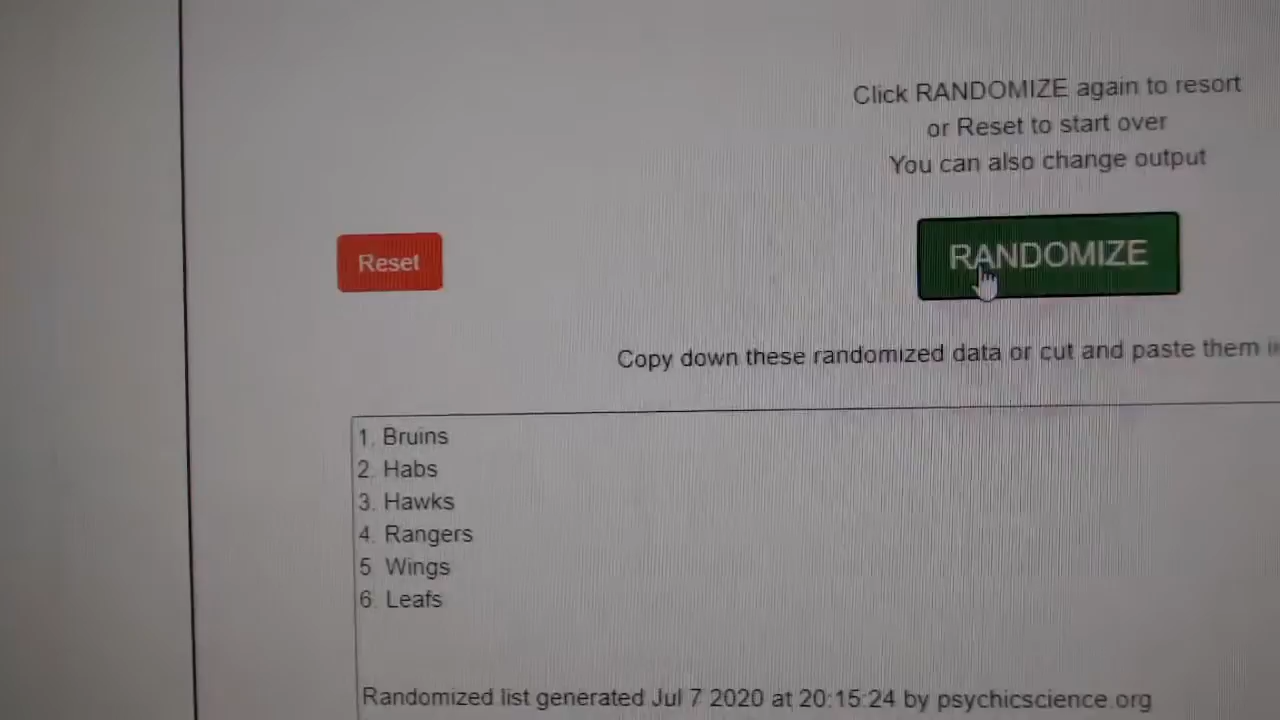 Click RANDOMIZE again to resort
or Reset to start over
You can also change output
Reset
RANDOMIZE
Copy down these randomized data or cut and paste them
1. Bruins
2. Habs
3. Hawks
4. Rangers
5. Wings
6. Leafs
Randomized list generated Jul 7 2020 at 20:15:24 by psychicscience.org